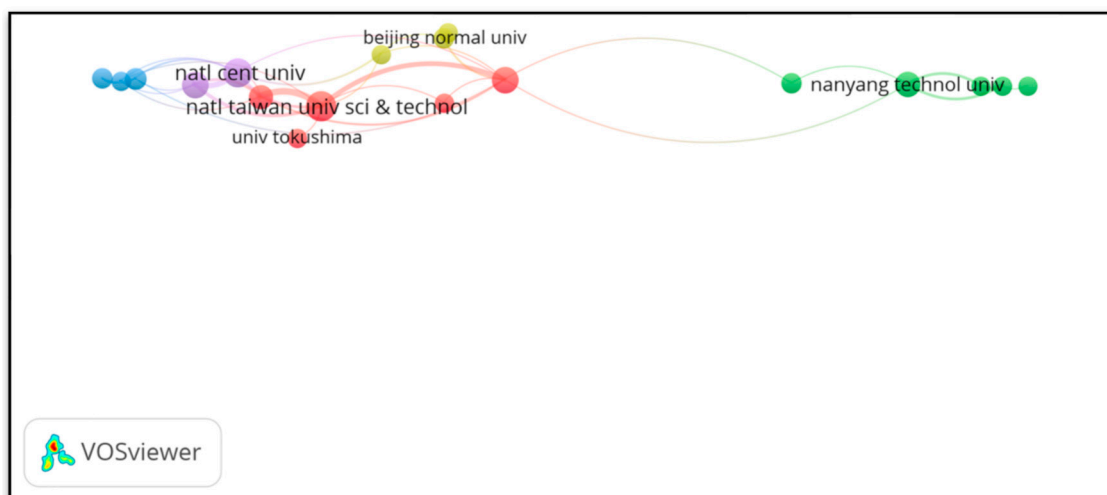 beijing normal univ
natl cent univ
nanyang technol univ
natl taiwan univ sci & technol
univ tokushima
VOSviewer